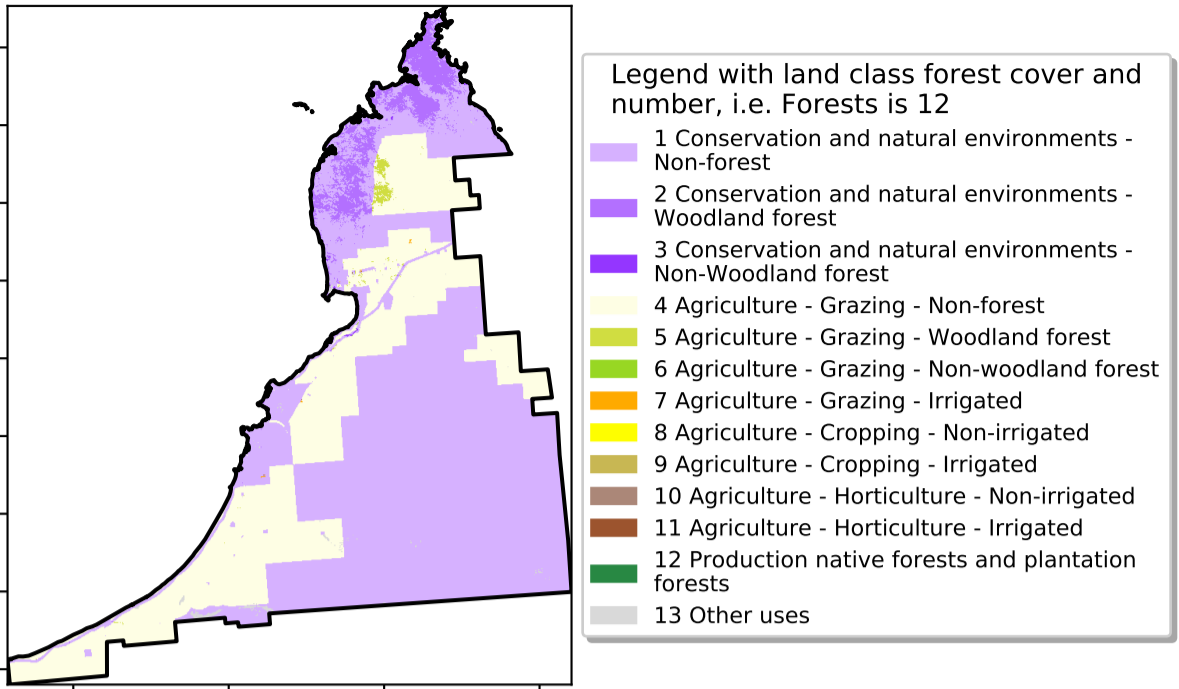 Legend with land class forest cover and
number, i.e. Forests is 12
1 Conservation and natural environments -
Non-forest
2 Conservation and natural environments -
Woodland forest
3 Conservation and natural environments -
Non-Woodland forest
4 Agriculture - Grazing - Non-forest
5 Agriculture - Grazing - Woodland forest
6 Agriculture - Grazing - Non-woodland forest
7 Agriculture - Grazing - Irrigated
8 Agriculture - Cropping - Non-irrigated
9 Agriculture - Cropping - Irrigated
10 Agriculture - Horticulture - Non-irrigated
11 Agriculture - Horticulture - Irrigated
12 Production native forests and plantation
forests
13 Other uses